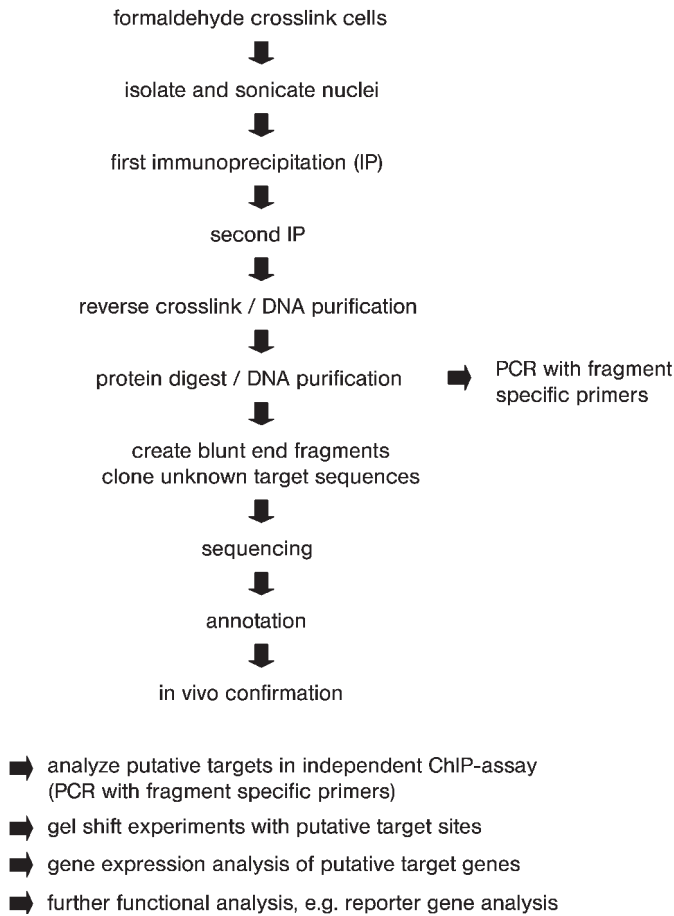 formaldehyde crosslink cells
isolate and sonicate nuclei
first immunoprecipitation (IP)
second IP
reverse crosslink / DNA purification
protein digest / DNA purification
PCR with fragment
specific primers
create blunt end fragments
clone unknown target sequences
sequencing
annotation
in vivo confirmation
analyze putative targets in independent ChIP-assay
(PCR with fragment specific primers)
gel shift experiments with putative target sites
gene expression analysis of putative target genes
further functional analysis, e.g. reporter gene analysis